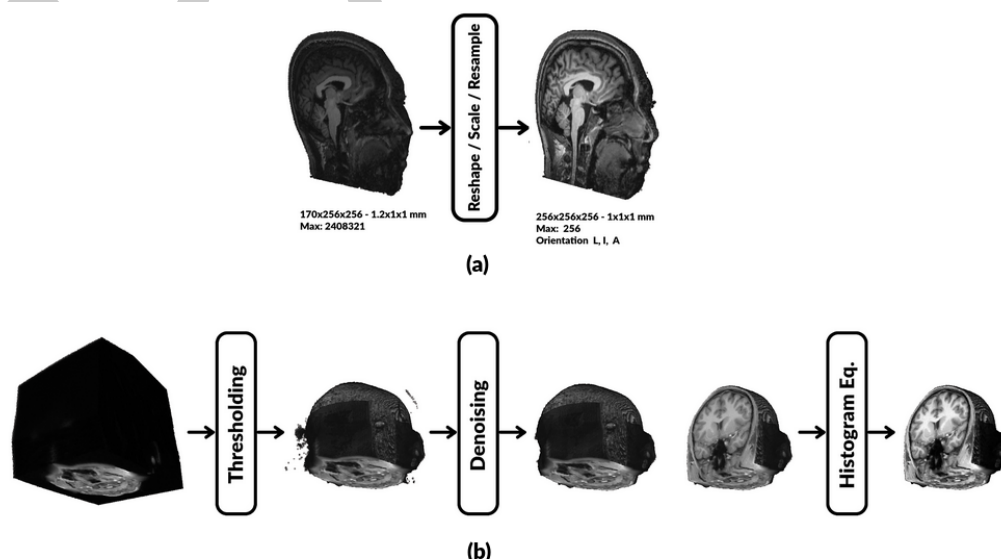 Reshape / Scale / Resample
170x256x256 - 1.2x1x1 mm
Max: 2408321
256x256x256 - 1x1x1 mm
Max: 256
Orientation L, I, A
(a)
Thresholding
Denoising
Histogram Eq.
(b)